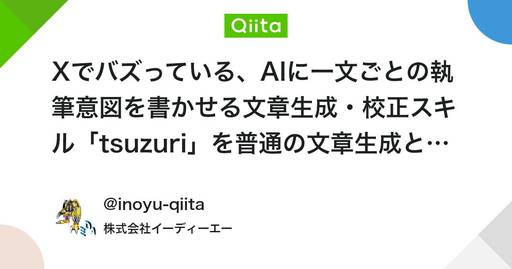 Qiita
Xでバズっている、AIに一文ごとの執
筆意図を書かせる文章生成・校正スキ
ル「tsuzuri」を普通の文章生成と…
@inoyu-qiita
株式会社イーディーエー